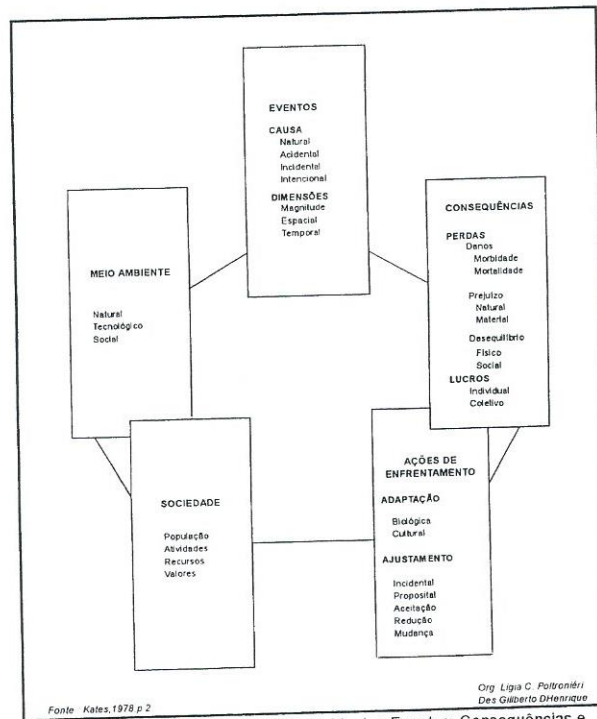 EVENTOS
CAUSA
Natural
Acidental
Incidental
Intencional
DIMENSÕES
Magnitude
Espacial
Temporal
CONSEQUÊNCIAS
PERDAS
Danos
Morbidade
Mortalidade
Prejuízo
Natural
Material
Desequilíbrio
Físico
Social
LUCROS
Individual
Coletivo
MEIO AMBIENTE
Natural
Tecnológico
Social
SOCIEDADE
População
Atividades
Recursos
Valores
AÇÕES DE
ENFRENTAMENTO
ADAPTAÇÃO
Biológica
Cultural
AJUSTAMENTO
Incidental
Proposital
Aceitação
Redução
Mudança
Fonte : Kates,1978 p 2
Org Lígia C. Poltroniéri
Des Gilberto DHenrique
Consequências e